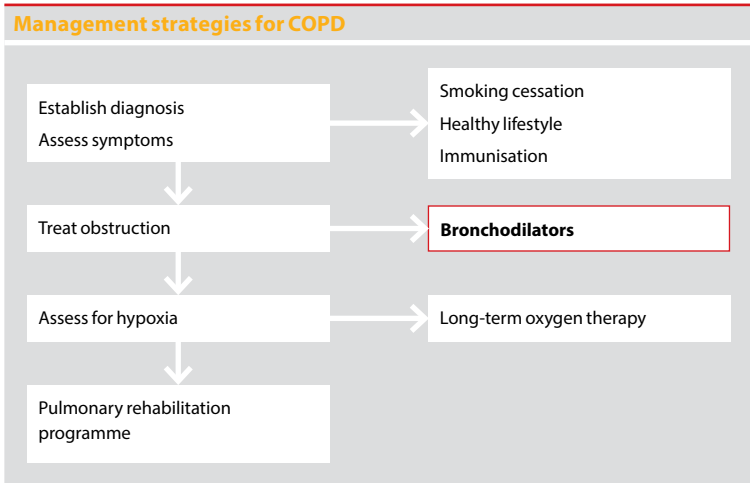 Management strategies for COPD
Establish diagnosis
Assess symptoms
Smoking cessation
Healthy lifestyle
Immunisation
Treat obstruction
Bronchodilators
Assess for hypoxia
Long-term oxygen therapy
Pulmonary rehabilitation
programme